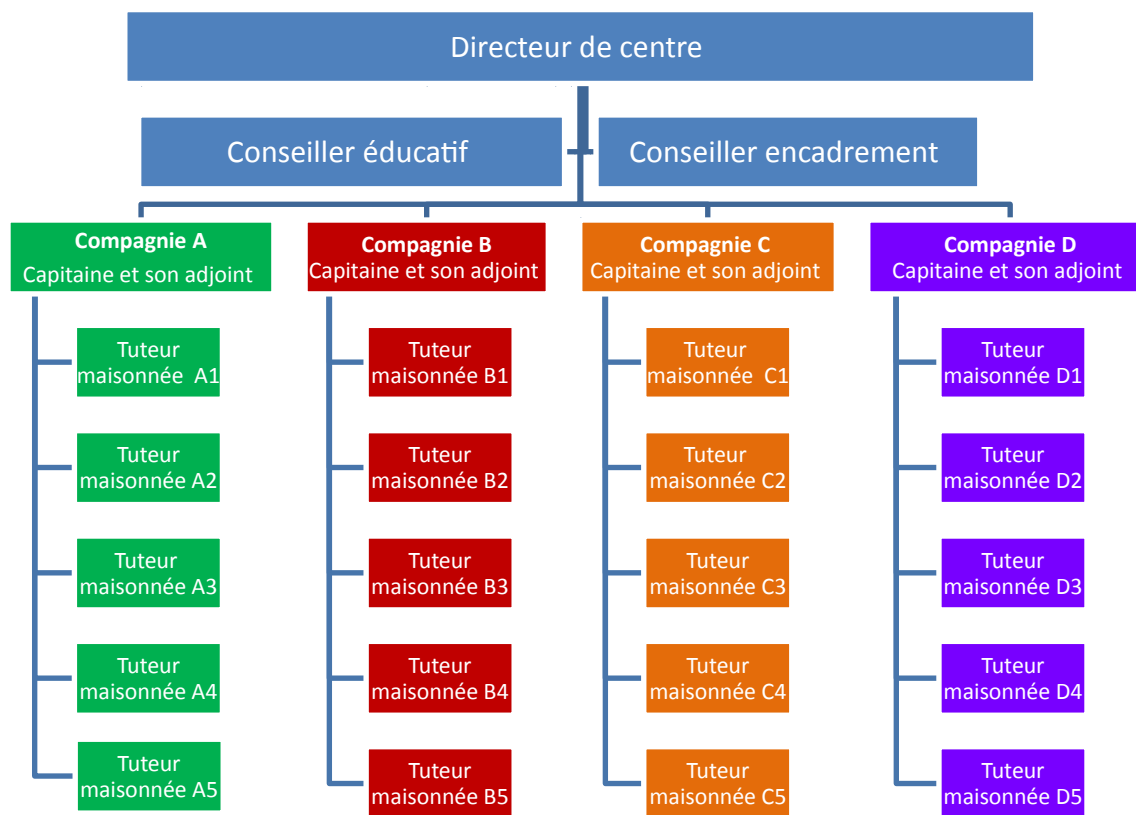 Directeur de centre
Conseiller éducatif
Conseiller encadrement
Compagnie A
Capitaine et son adjoint
Compagnie B
Capitaine et son adjoint
Compagnie C
Capitaine et son adjoint
Compagnie D
Capitaine et son adjoint
Tuteur
maisonnée A1
Tuteur
maisonnée A2
Tuteur
maisonnée A3
Tuteur
maisonnée A4
Tuteur
maisonnée A5
Tuteur
maisonnée B1
Tuteur
maisonnée B2
Tuteur
maisonnée B3
Tuteur
maisonnée B4
Tuteur
maisonnée B5
Tuteur
maisonnée C1
Tuteur
maisonnée C2
Tuteur
maisonnée C3
Tuteur
maisonnée C4
Tuteur
maisonnée C5
Tuteur
maisonnée D1
Tuteur
maisonnée D2
Tuteur
maisonnée D3
Tuteur
maisonnée D4
Tuteur
maisonnée D5